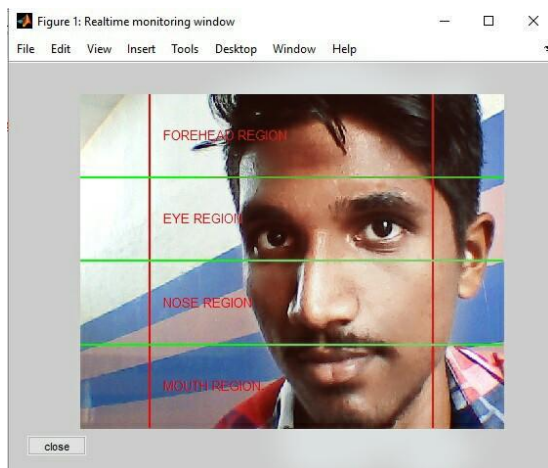 Figure 1: Realtime monitoring window
File Edit View Insert Tools Desktop Window Help
FOREHEAD REGION
EYE REGION
NOSE REGION
MOUTH REGION
close